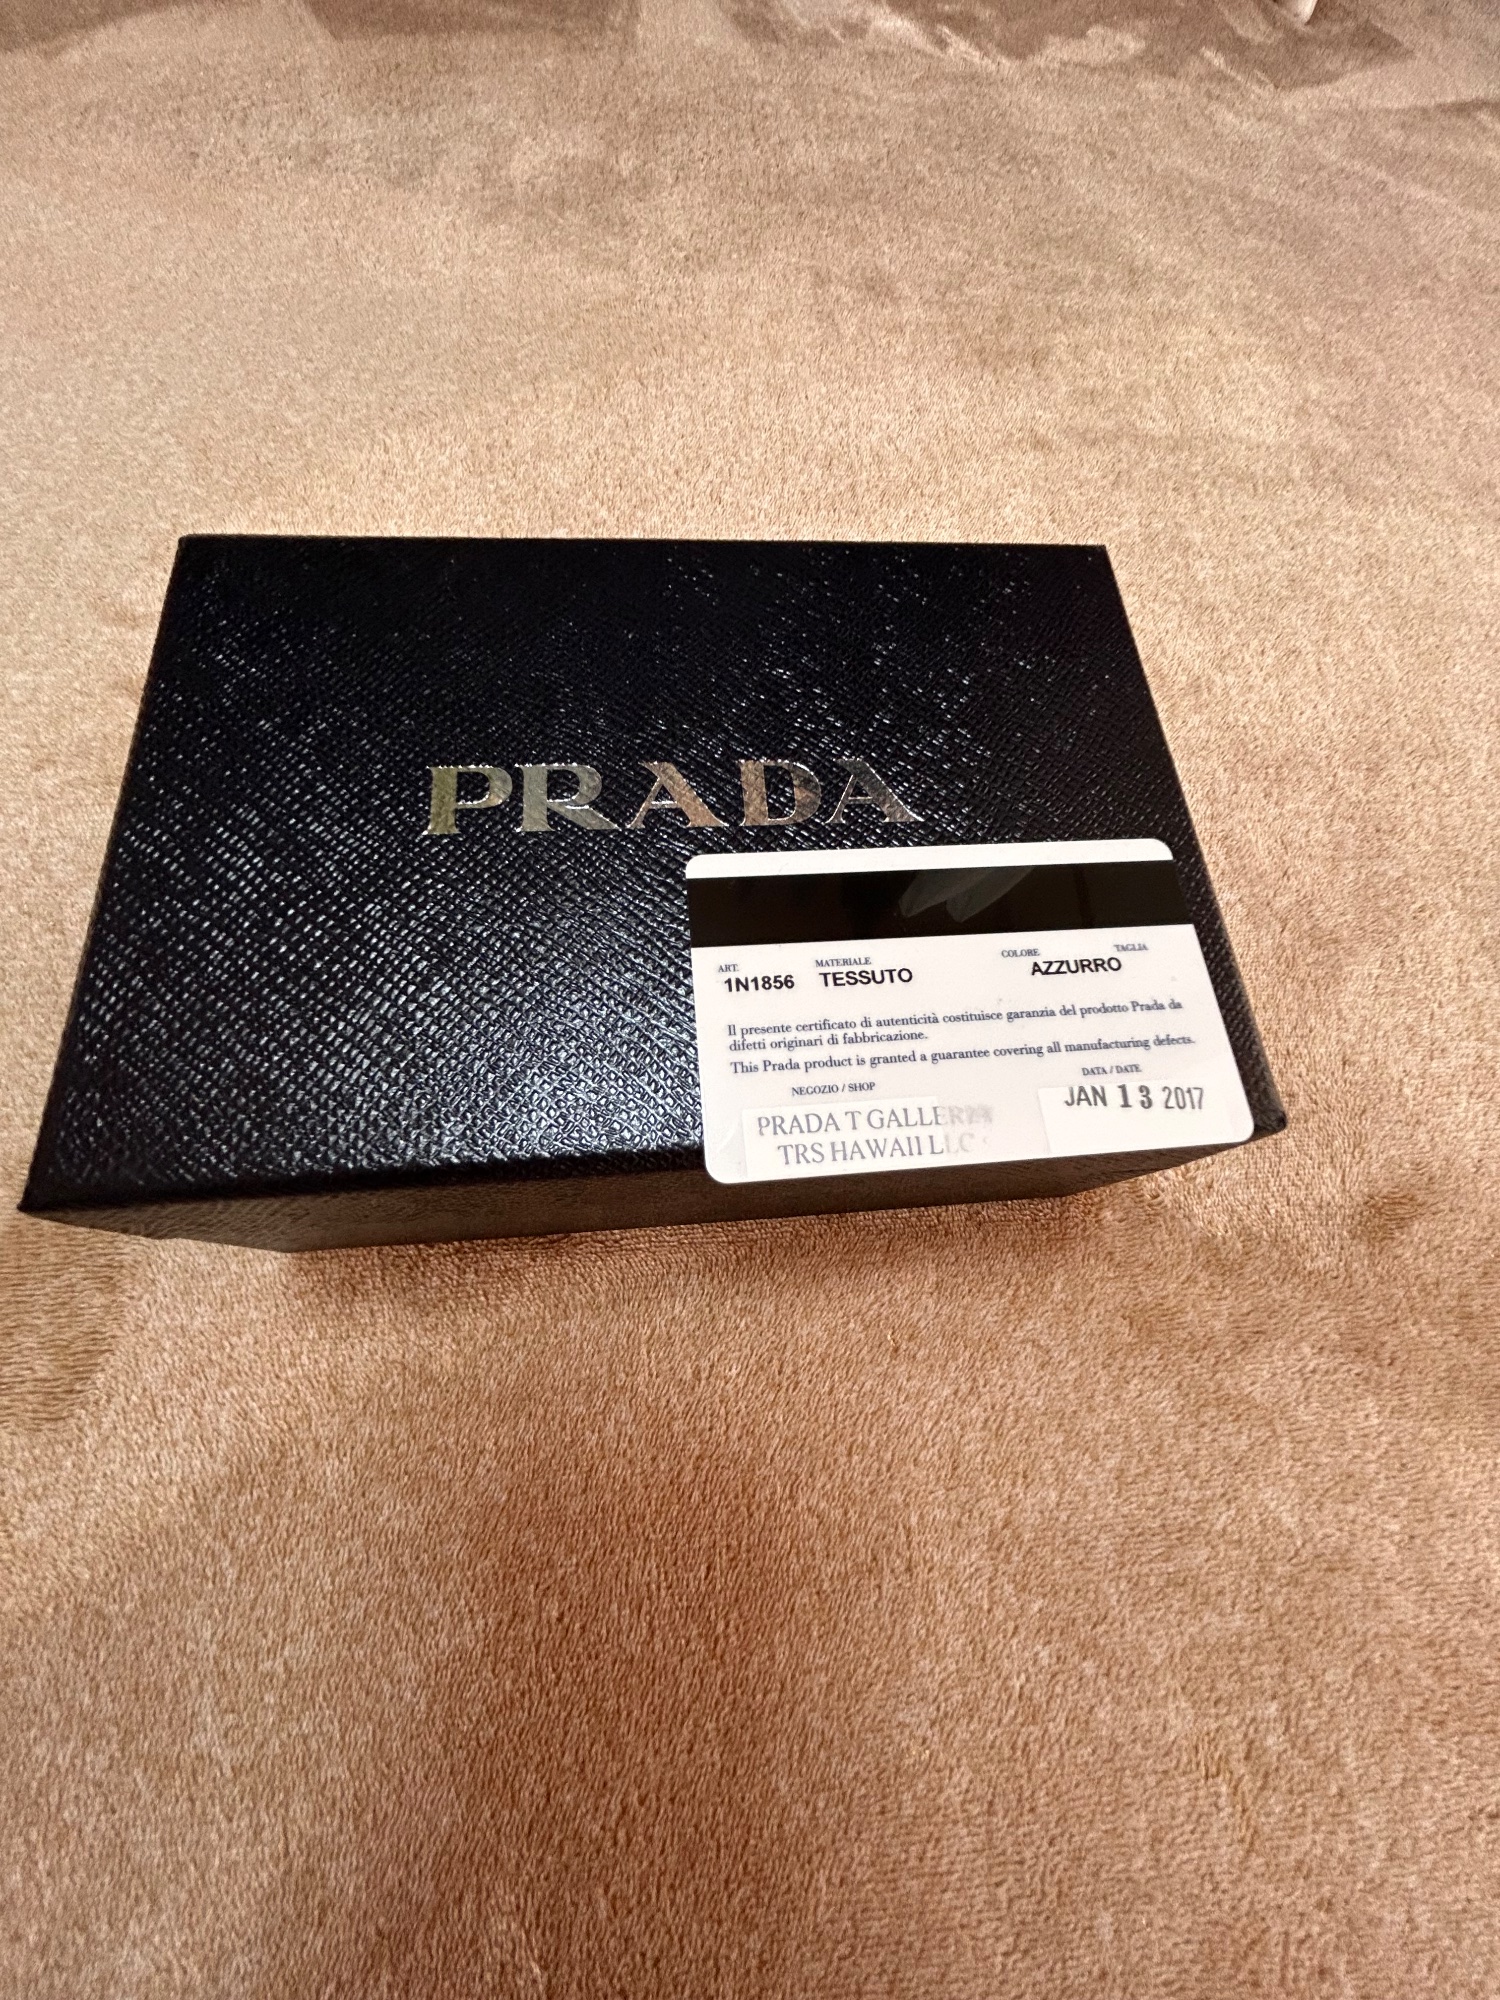 PRADA
ART. MATERIALE COLORE TAGLIA
1N1856 TESSUTO AZZURRO
Il presente certificato di autenticità costituisce garanzia del prodotto Prada da
difetti originari di fabbricazione.
This Prada product is granted a guarantee covering all manufacturing defects.
NEGOZIO / SHOP DATA / DATE
PRADA T GALLERIA JAN 13 2017
TRS HAWAII LLC